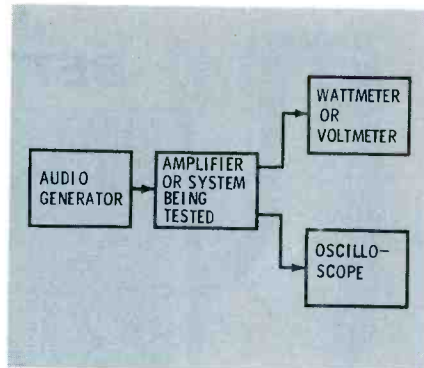 AUDIO
GENERATOR
AMPLIFIER
OR SYSTEM
BEING
TESTED
WATTMETER
OR
VOLTMETER
OSCILLO-
SCOPE